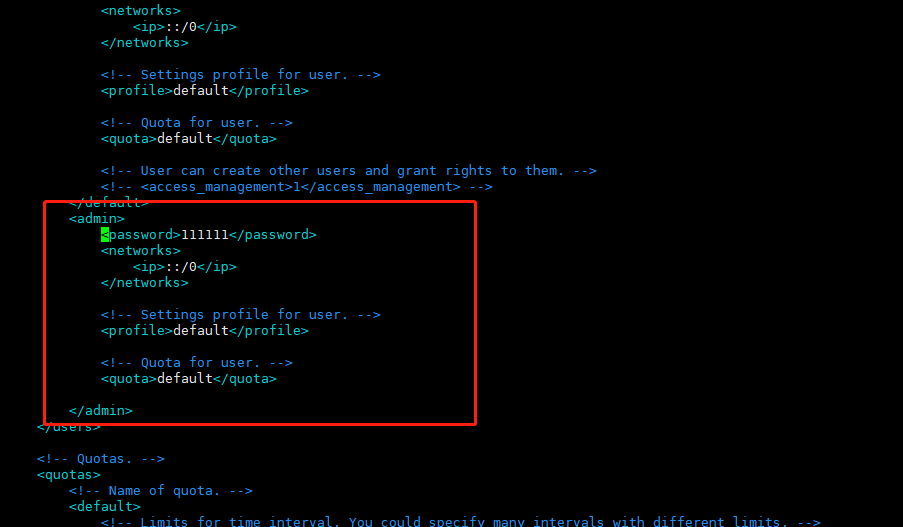 <networks>
<ip>::/0</ip>
</networks>
<!-- Settings profile for user. -->
<profile>default</profile>
<!-- Quota for user. -->
<quota>default</quota>
<!-- User can create other users and grant rights to them. -->
<!-- <access_management>1</access_management> -->
</default>
<admin>
<password>111111</password>
<networks>
<ip>::/0</ip>
</networks>
<!-- Settings profile for user. -->
<profile>default</profile>
<!-- Quota for user. -->
<quota>default</quota>
</admin>
</users>
<!-- Quotas. -->
<quotas>
<!-- Name of quota. -->
<default>
<!-- Limits for time interval. You could specify many intervals with different limits. -->